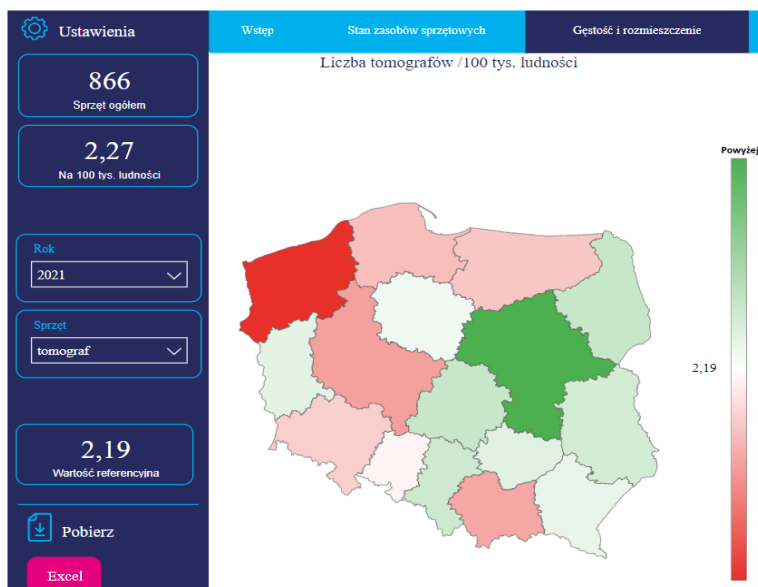 Ustawienia
Wstęp
Stan zasobów sprzętowych
Gęstość i rozmieszczenie
Liczba tomografów /100 tys. ludności
866
Sprzęt ogółem
2,27
Na 100 tys. ludności
Rok
2021
Sprzęt
tomograf
2,19
Wartość referencyjna
Pobierz
Excel
Powyżej
2,19